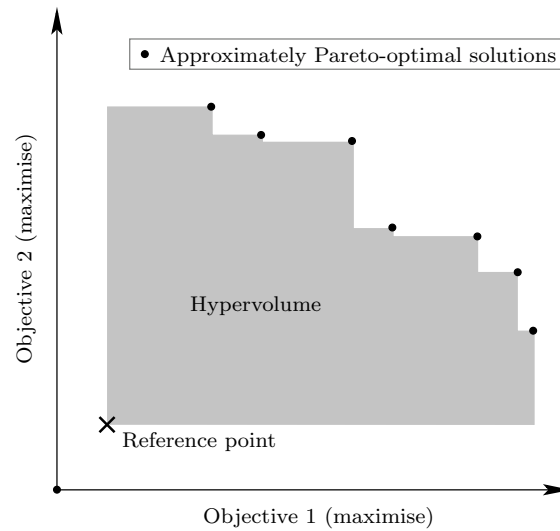 Approximately Pareto-optimal solutions
Objective 2 (maximise)
Hypervolume
Reference point
Objective 1 (maximise)